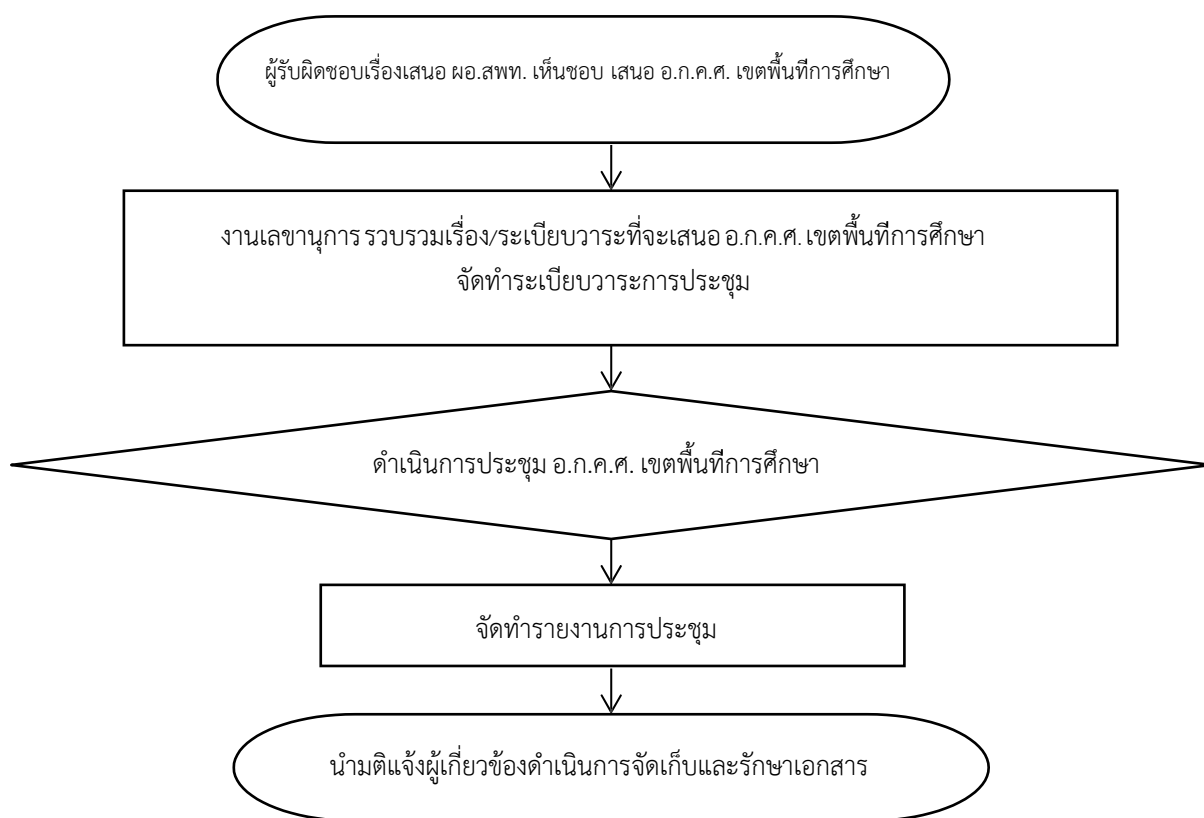 ผู้รับผิดชอบเรื่องเสนอ ผอ.สพท. เห็นชอบ เสนอ อ.ก.ค.ศ. เขตพื้นที่การศึกษา
งานเลขานุการ รวบรวมเรื่อง/ระเบียบวาระที่จะเสนอ อ.ก.ค.ศ. เขตพื้นที่การศึกษา
จัดทำระเบียบวาระการประชุม
ดำเนินการประชุม อ.ก.ค.ศ. เขตพื้นที่การศึกษา
จัดทำรายงานการประชุม
นำมติแจ้งผู้เกี่ยวข้องดำเนินการจัดเก็บและรักษาเอกสาร